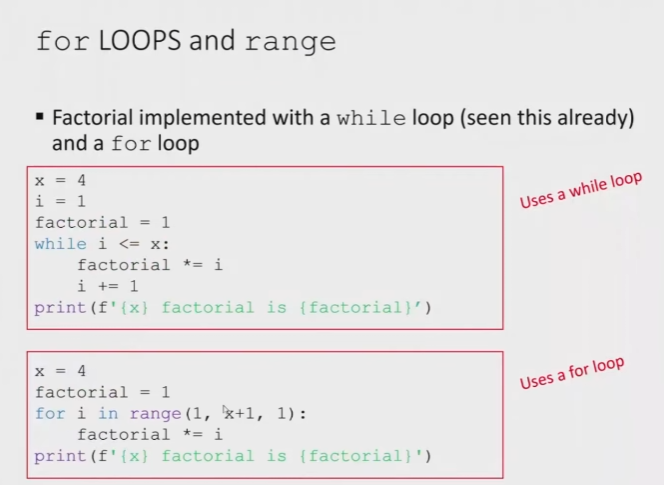 for LOOPS and range
▪ Factorial implemented with a while loop (seen this already)
and a for loop
x = 4
i = 1
factorial = 1
while i <= x:
    factorial *= i
    i += 1
print(f'{x} factorial is {factorial}’)
Uses a while loop
x = 4
factorial = 1
for i in range(1, x+1, 1):
    factorial *= i
print(f'{x} factorial is {factorial}')
Uses a for loop